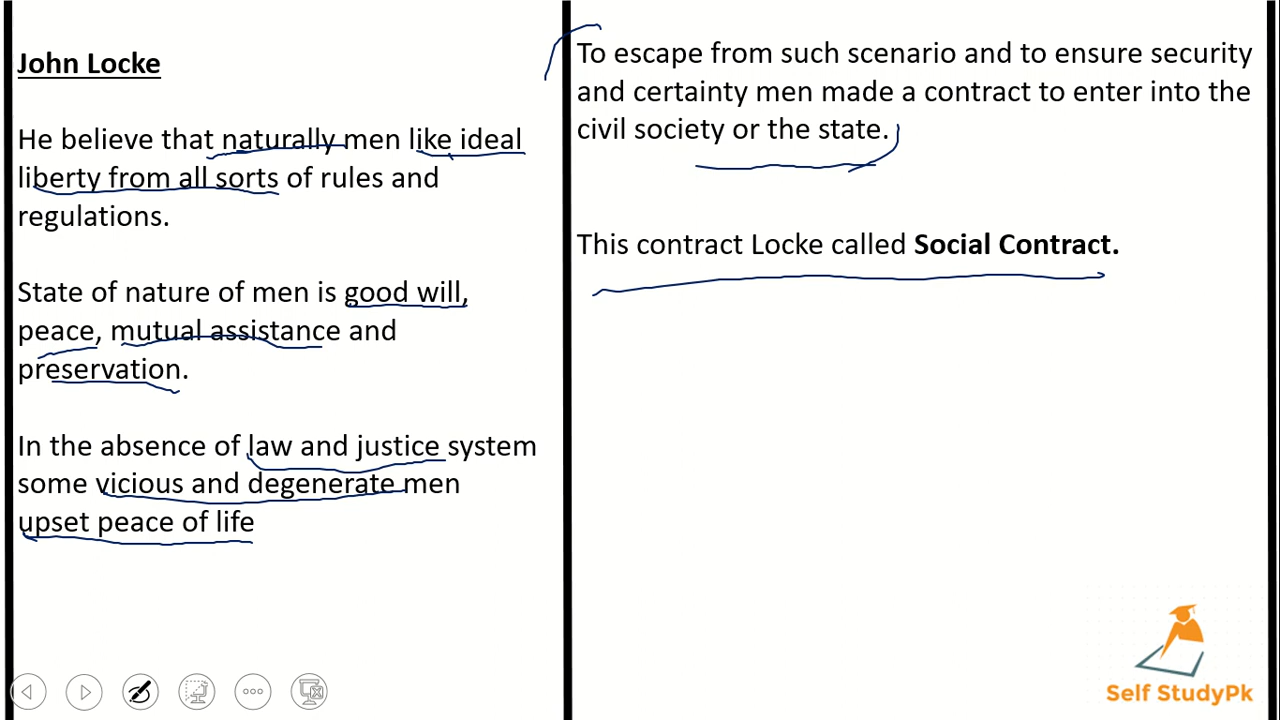 John Locke
He believe that naturally men like ideal
liberty from all sorts of rules and
regulations.
State of nature of men is good will,
peace, mutual assistance and
preservation.
In the absence of law and justice system
some vicious and degenerate men
upset peace of life
To escape from such scenario and to ensure security
and certainty men made a contract to enter into the
civil society or the state.
This contract Locke called Social Contract.
Self StudyPk